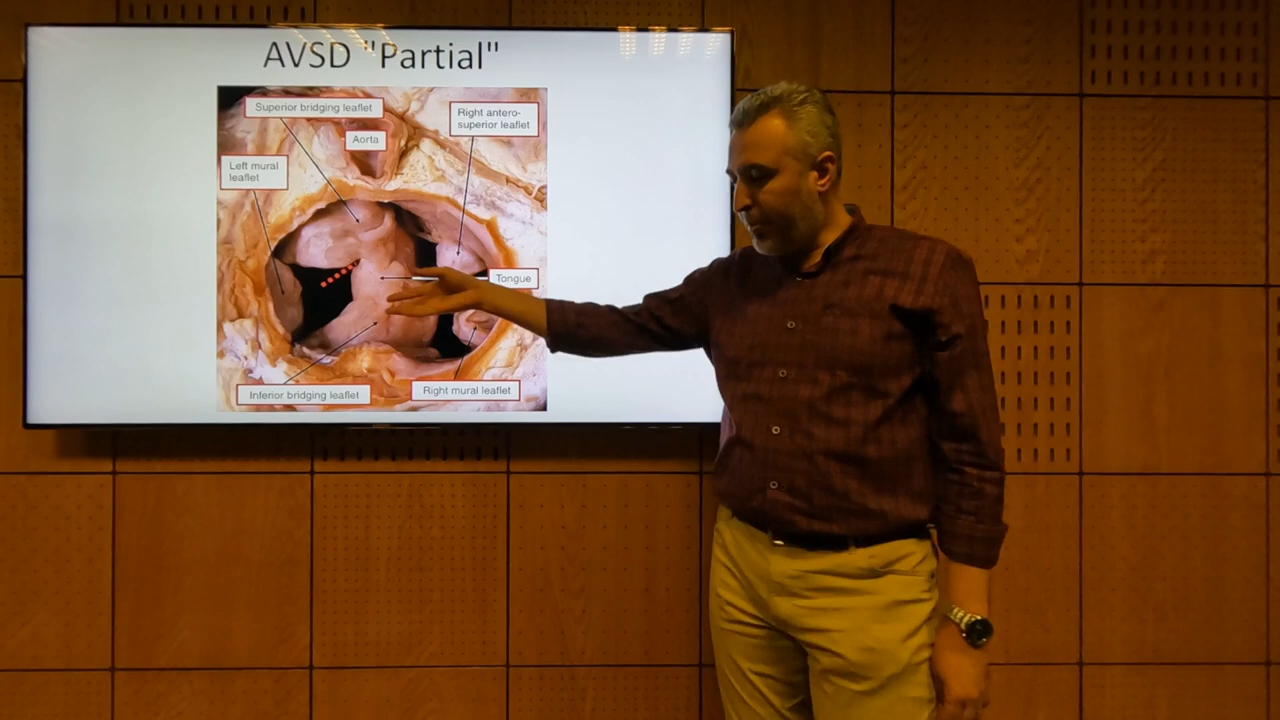 AVSD "Partial"
Superior bridging leaflet
Right antero-
superior leaflet
Aorta
Left mural
leaflet
Tongue
Inferior bridging leaflet
Right mural leaflet